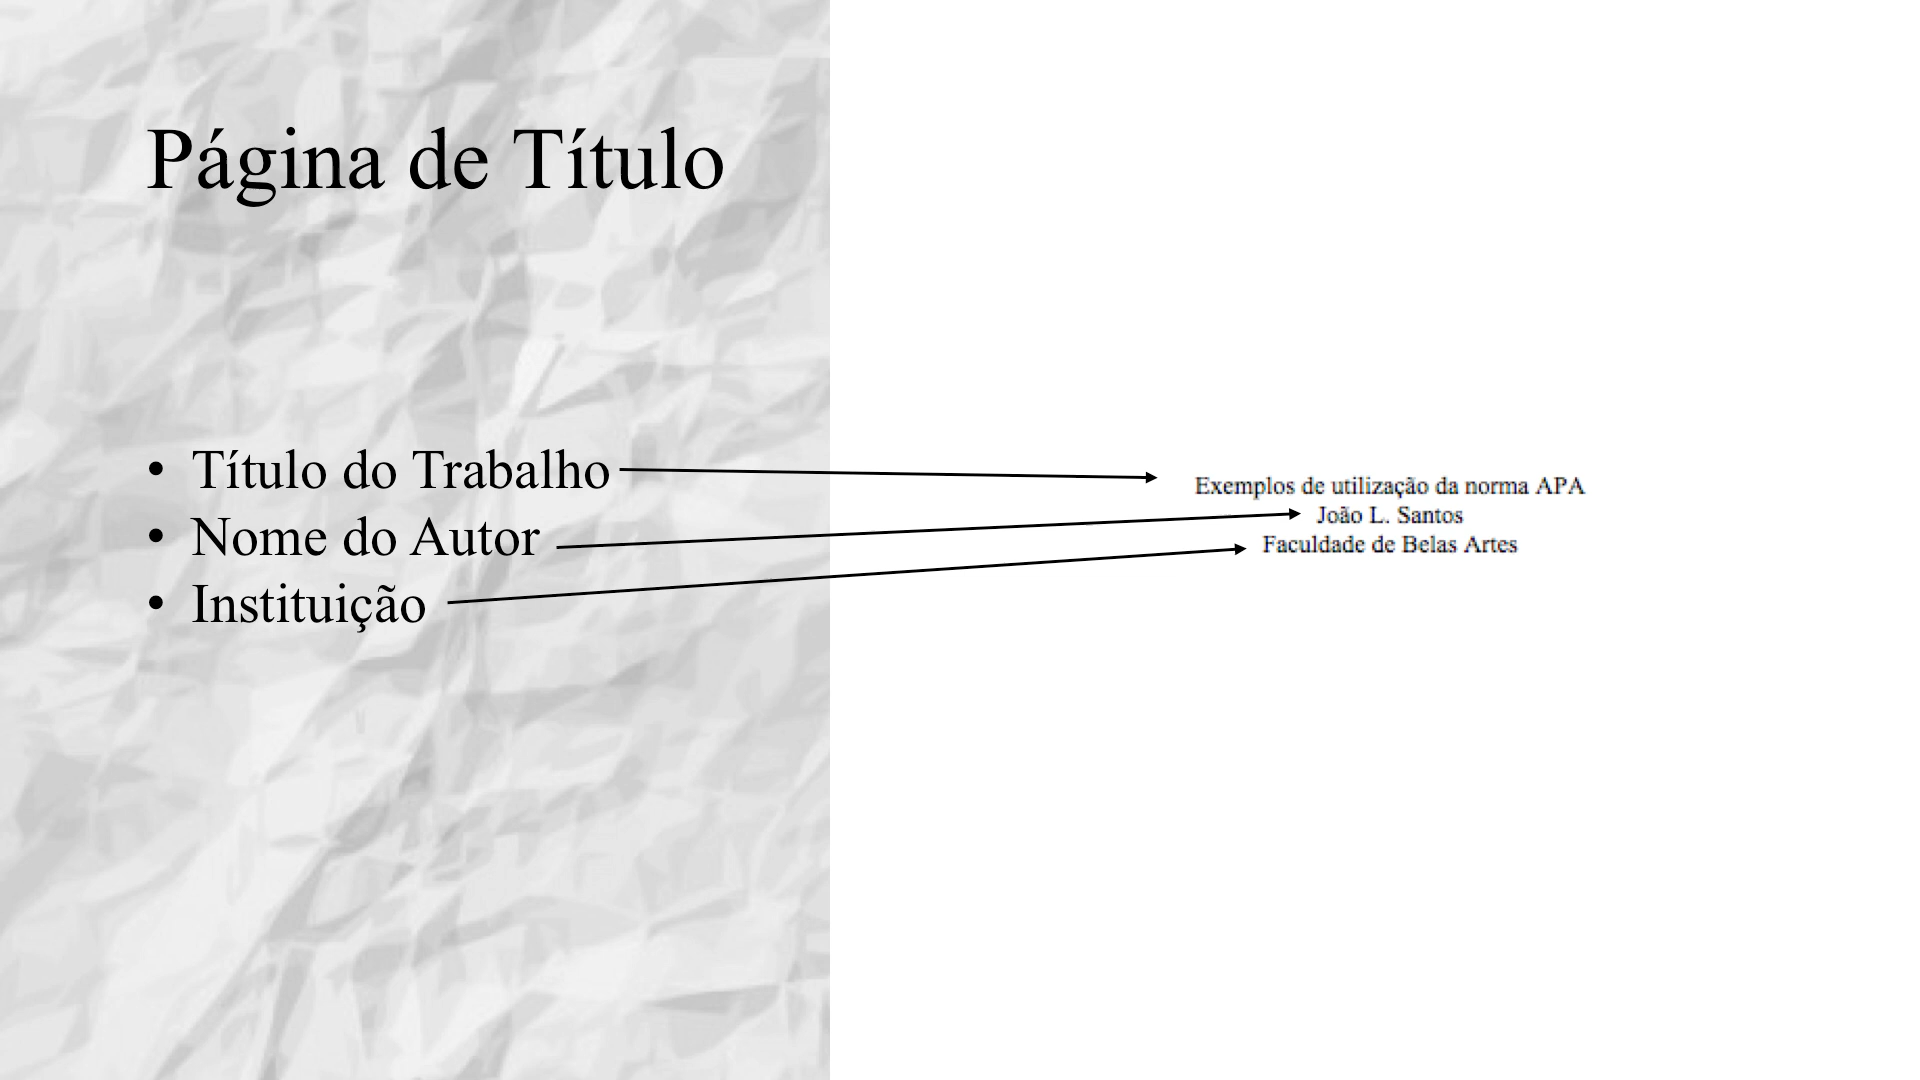 Página de Título
• Título do Trabalho
• Nome do Autor
• Instituição
Exemplos de utilização da norma APA
João L. Santos
Faculdade de Belas Artes